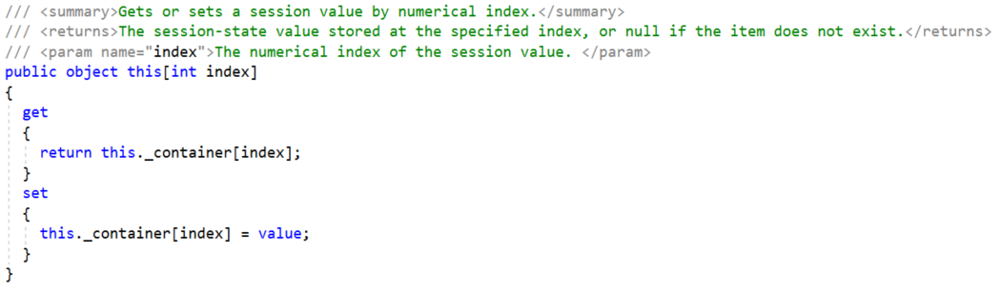 /// <summary>Gets or sets a session value by numerical index.</summary>
/// <returns>The session-state value stored at the specified index, or null if the item does not exist.</returns>
/// <param name="index">The numerical index of the session value. </param>
public object this[int index]
{
  get
  {
    return this._container[index];
  }
  set
  {
    this._container[index] = value;
  }
}